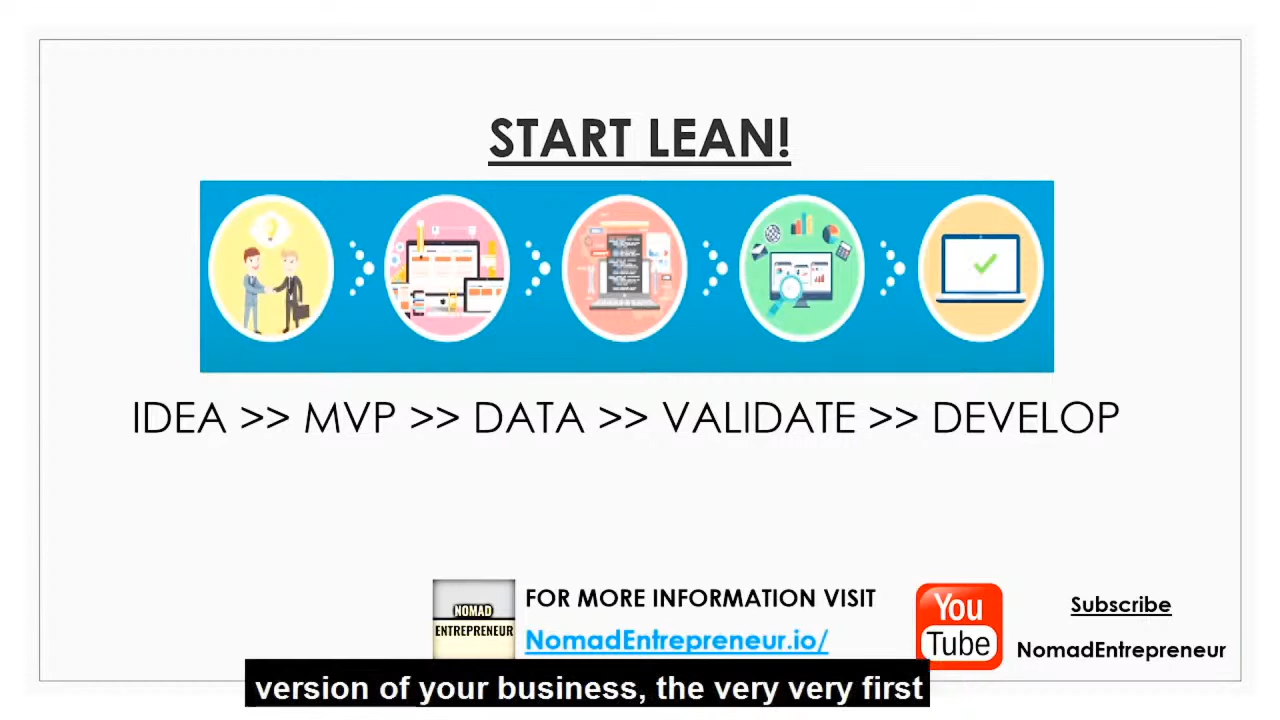 START LEAN!
IDEA >> MVP >> DATA >> VALIDATE >> DEVELOP
NOMAD
ENTREPRENEUR
FOR MORE INFORMATION VISIT
NomadEntrepreneur.io/
You
Tube
Subscribe
NomadEntrepreneur
version of your business, the very very first